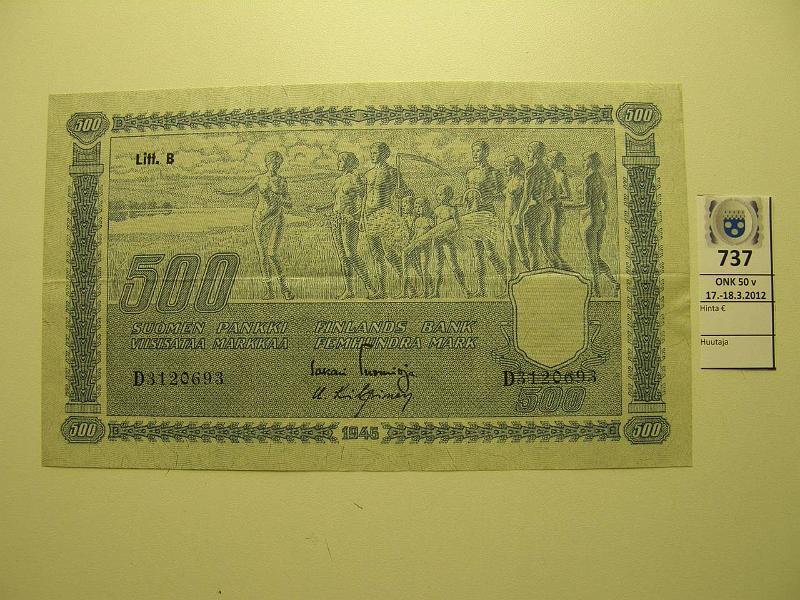 500
500
Litt. B
500
SUOMEN PANKKI
VIISISATAA MARKKAA
FINLANDS BANK
FEMHUNDRA MARK
D3120693
D3120693
500
500
1945
500
737
ONK 50 v
17.-18.3.2012
Hinta €
Huutaja